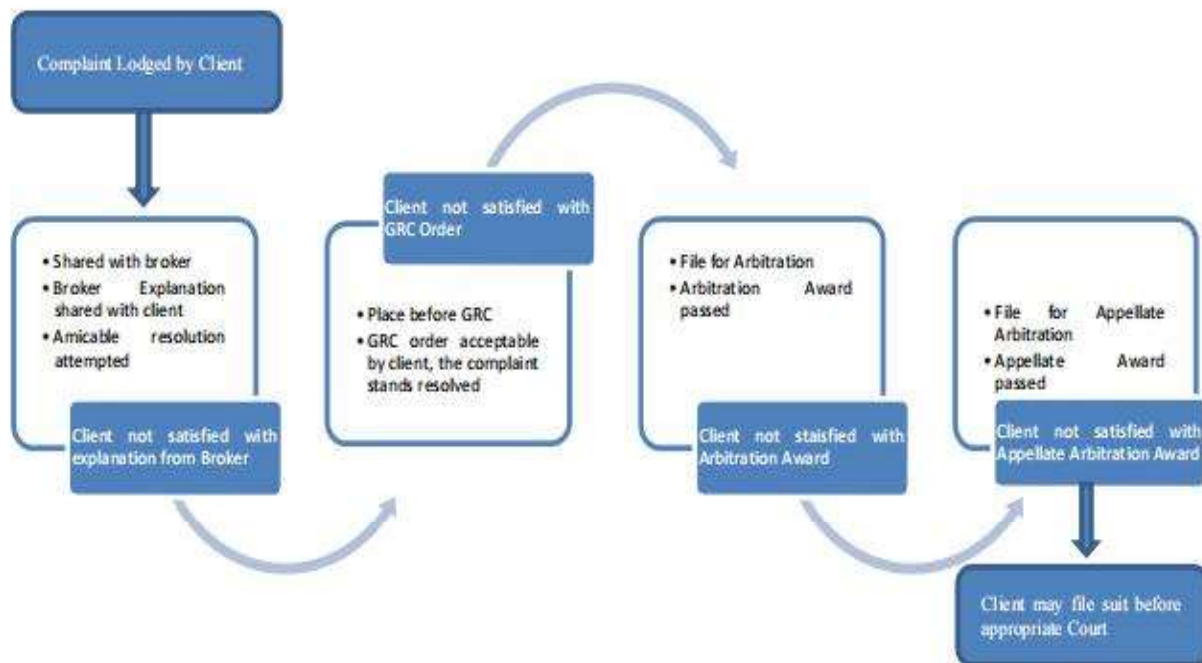 Complaint Lodged by Client
• Shared with broker
• Broker Explanation
shared with client
• Amicable resolution
attempted
Client not satisfied with
explanation from Broker
Client not satisfied with
GRC Order
• Place before GRC
• GRC order acceptable
by client, the complaint
stands resolved
• File for Arbitration
• Arbitration Award
passed
Client not staisfied with
Arbitration Award
• File for Appellate
Arbitration
• Appellate Award
passed
Client not satisfied with
Appellate Arbitration Award
Client may file suit before
appropriate Court